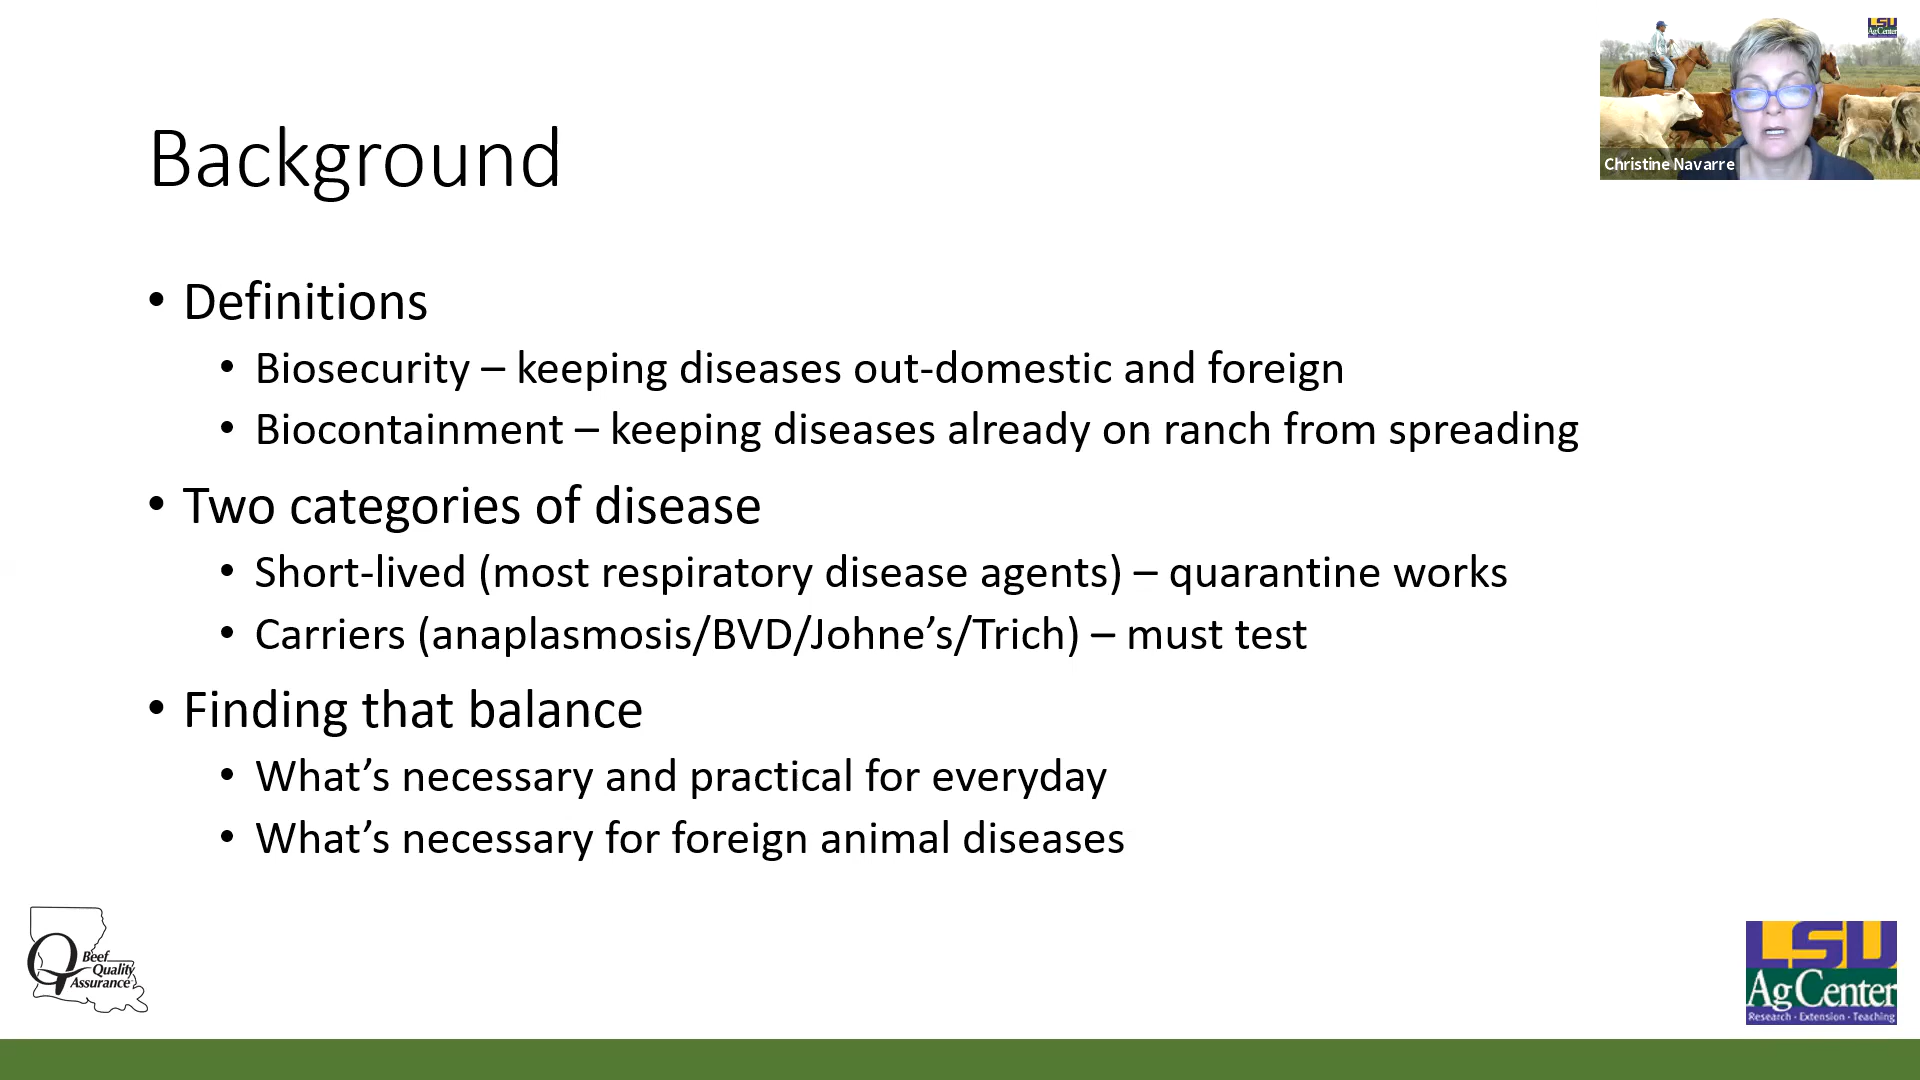 LSU
AgCenter
Christine Navarre
Background
• Definitions
• Biosecurity – keeping diseases out-domestic and foreign
• Biocontainment – keeping diseases already on ranch from spreading
• Two categories of disease
• Short-lived (most respiratory disease agents) – quarantine works
• Carriers (anaplasmosis/BVD/Johne’s/Trich) – must test
• Finding that balance
• What’s necessary and practical for everyday
• What’s necessary for foreign animal diseases
Q Beef
Quality
Assurance
LSU
AgCenter
Research · Extension · Teaching